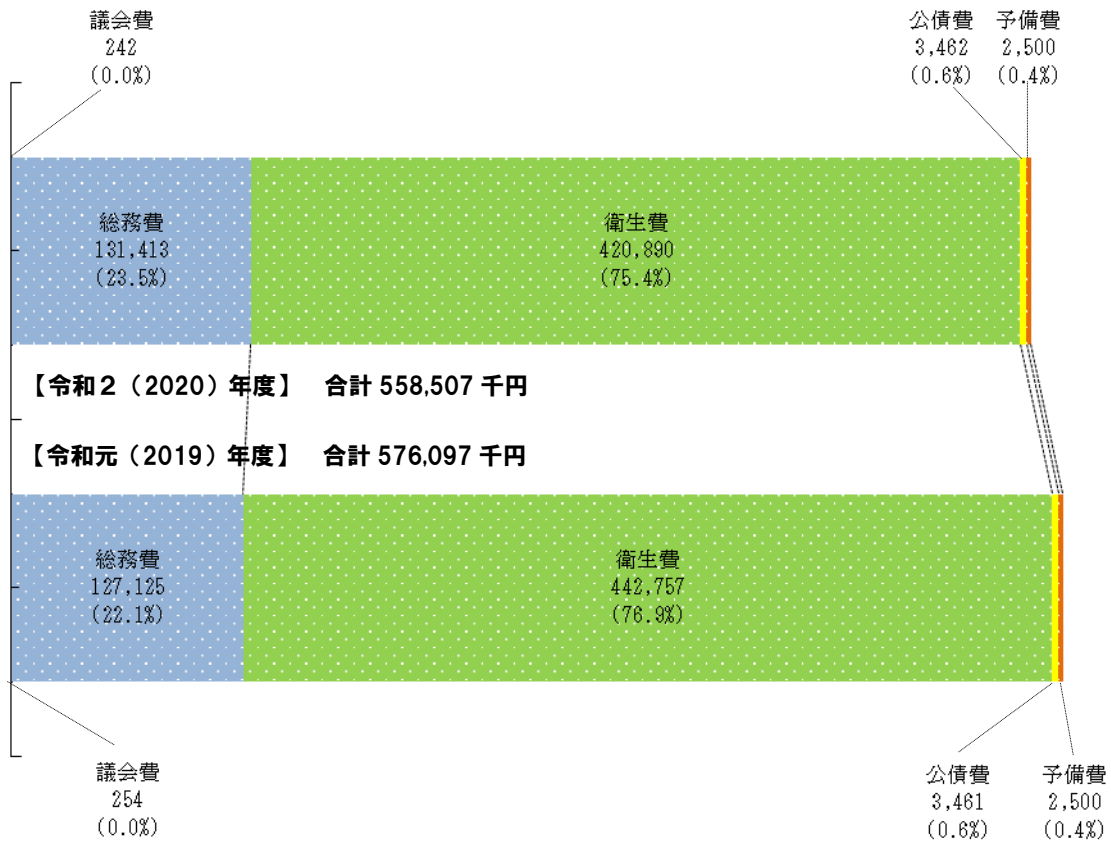 議会費
242
(0.0%)
公債費
3,462
(0.6%)
予備費
2,500
(0.4%)
総務費
131,413
(23.5%)
衛生費
420,890
(75.4%)
【令和２（2020）年度】　合計 558,507 千円
【令和元（2019）年度】　合計 576,097 千円
総務費
127,125
(22.1%)
衛生費
442,757
(76.9%)
議会費
254
(0.0%)
公債費
3,461
(0.6%)
予備費
2,500
(0.4%)